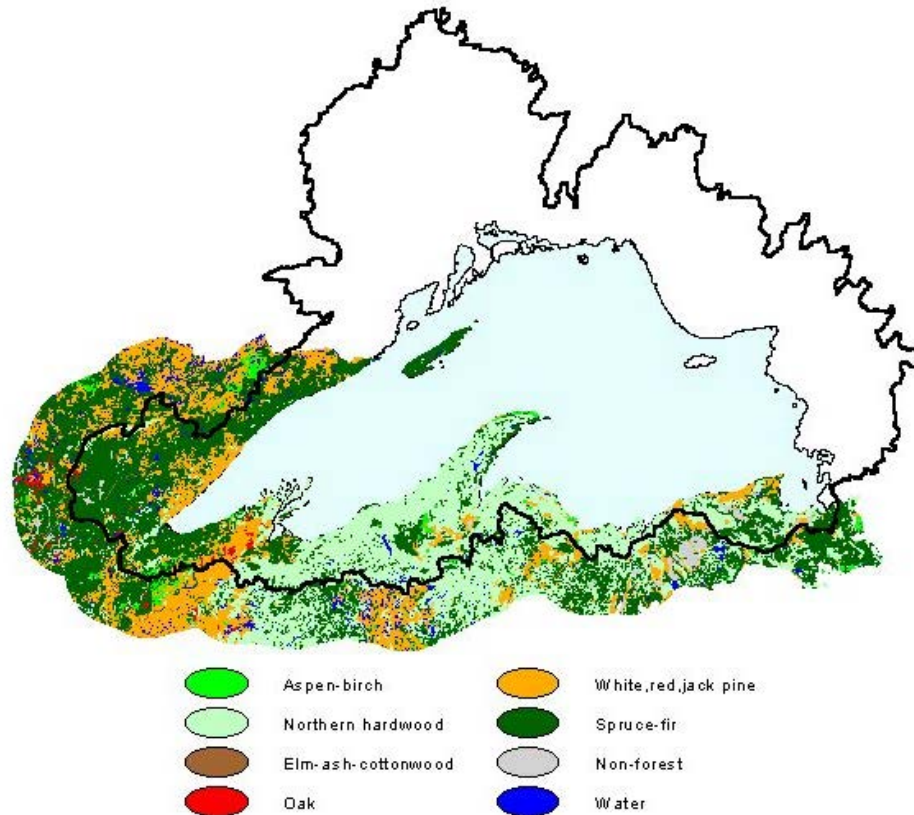 Aspen-birch
White,red,jack pine
Northern hardwood
Spruce-fir
Elm-ash-cottonwood
Non-forest
Oak
Water